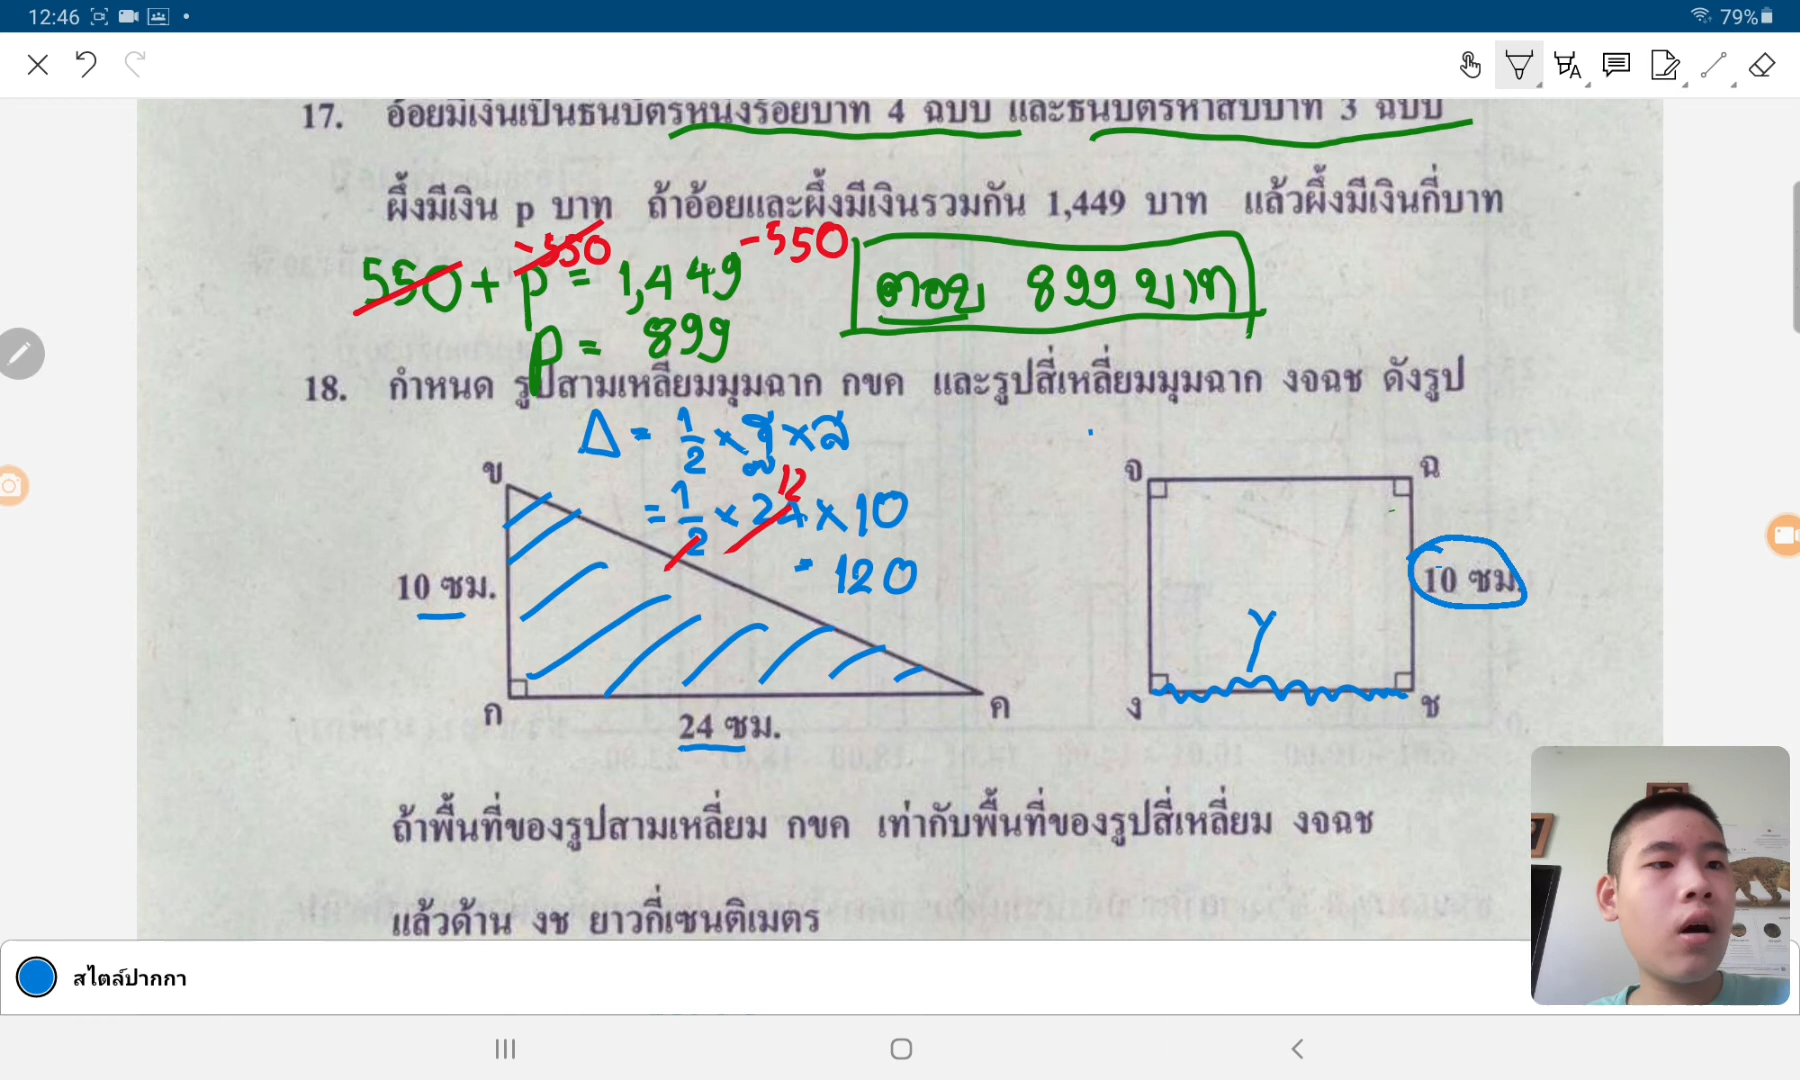 12:46
79%
17. อ้อยมีเงินเป็นธนบัตรหนึ่งร้อยบาท 4 ฉบับ และธนบัตรห้าสิบบาท 3 ฉบับ
ผึ้งมีเงิน p บาท ถ้าอ้อยและผึ้งมีเงินรวมกัน 1,449 บาท แล้วผึ้งมีเงินกี่บาท
-550 -550
550 + p = 1,449
ตอบ 899 บาท
p = 899
18. กำหนด รูปสามเหลี่ยมมุมฉาก กขค และรูปสี่เหลี่ยมมุมฉาก งจฉช ดังรูป
Δ = 1/2 × ฐ × ส
ข
12
= 1/2 × 24 × 10
= 120
10 ซม.
ก
ค
24 ซม.
จ
ฉ
10 ซม.
Y
ง
ช
ถ้าพื้นที่ของรูปสามเหลี่ยม กขค เท่ากับพื้นที่ของรูปสี่เหลี่ยม งจฉช
แล้วด้าน งช ยาวกี่เซนติเมตร
สไตล์ปากกา